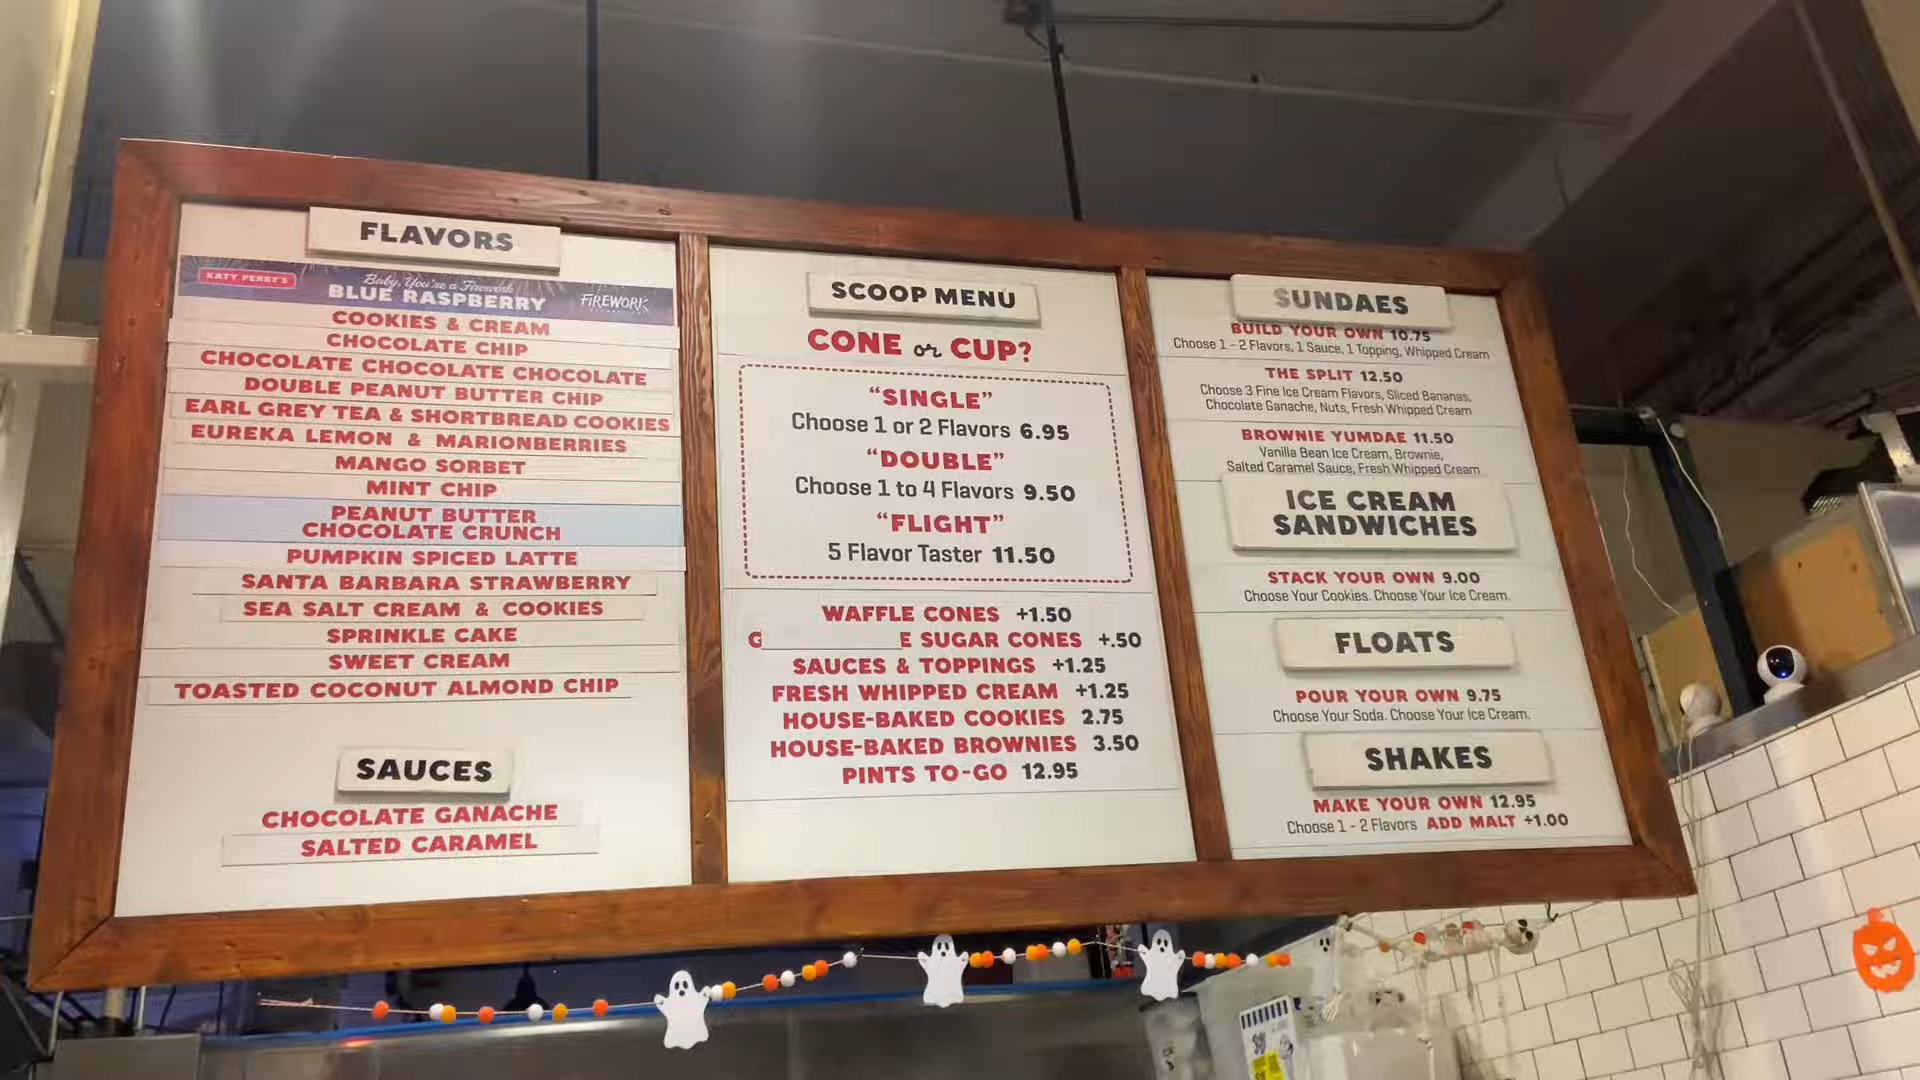 FLAVORS
KATY PERRY'S
Baby, You're a Firework
BLUE RASPBERRY
FIREWORK
COOKIES & CREAM
CHOCOLATE CHIP
CHOCOLATE CHOCOLATE CHOCOLATE
DOUBLE PEANUT BUTTER CHIP
EARL GREY TEA & SHORTBREAD COOKIES
EUREKA LEMON & MARIONBERRIES
MANGO SORBET
MINT CHIP
PEANUT BUTTER
CHOCOLATE CRUNCH
PUMPKIN SPICED LATTE
SANTA BARBARA STRAWBERRY
SEA SALT CREAM & COOKIES
SPRINKLE CAKE
SWEET CREAM
TOASTED COCONUT ALMOND CHIP
SAUCES
CHOCOLATE GANACHE
SALTED CARAMEL
SCOOP MENU
CONE or CUP?
"SINGLE"
Choose 1 or 2 Flavors 6.95
"DOUBLE"
Choose 1 to 4 Flavors 9.50
"FLIGHT"
5 Flavor Taster 11.50
WAFFLE CONES +1.50
G E SUGAR CONES +.50
SAUCES & TOPPINGS +1.25
FRESH WHIPPED CREAM +1.25
HOUSE-BAKED COOKIES 2.75
HOUSE-BAKED BROWNIES 3.50
PINTS TO-GO 12.95
SUNDAES
BUILD YOUR OWN 10.75
Choose 1 - 2 Flavors, 1 Sauce, 1 Topping, Whipped Cream
THE SPLIT 12.50
Choose 3 Fine Ice Cream Flavors, Sliced Bananas,
Chocolate Ganache, Nuts, Fresh Whipped Cream
BROWNIE YUMDAE 11.50
Vanilla Bean Ice Cream, Brownie,
Salted Caramel Sauce, Fresh Whipped Cream
ICE CREAM
SANDWICHES
STACK YOUR OWN 9.00
Choose Your Cookies. Choose Your Ice Cream.
FLOATS
POUR YOUR OWN 9.75
Choose Your Soda. Choose Your Ice Cream.
SHAKES
MAKE YOUR OWN 12.95
Choose 1 - 2 Flavors ADD MALT +1.00